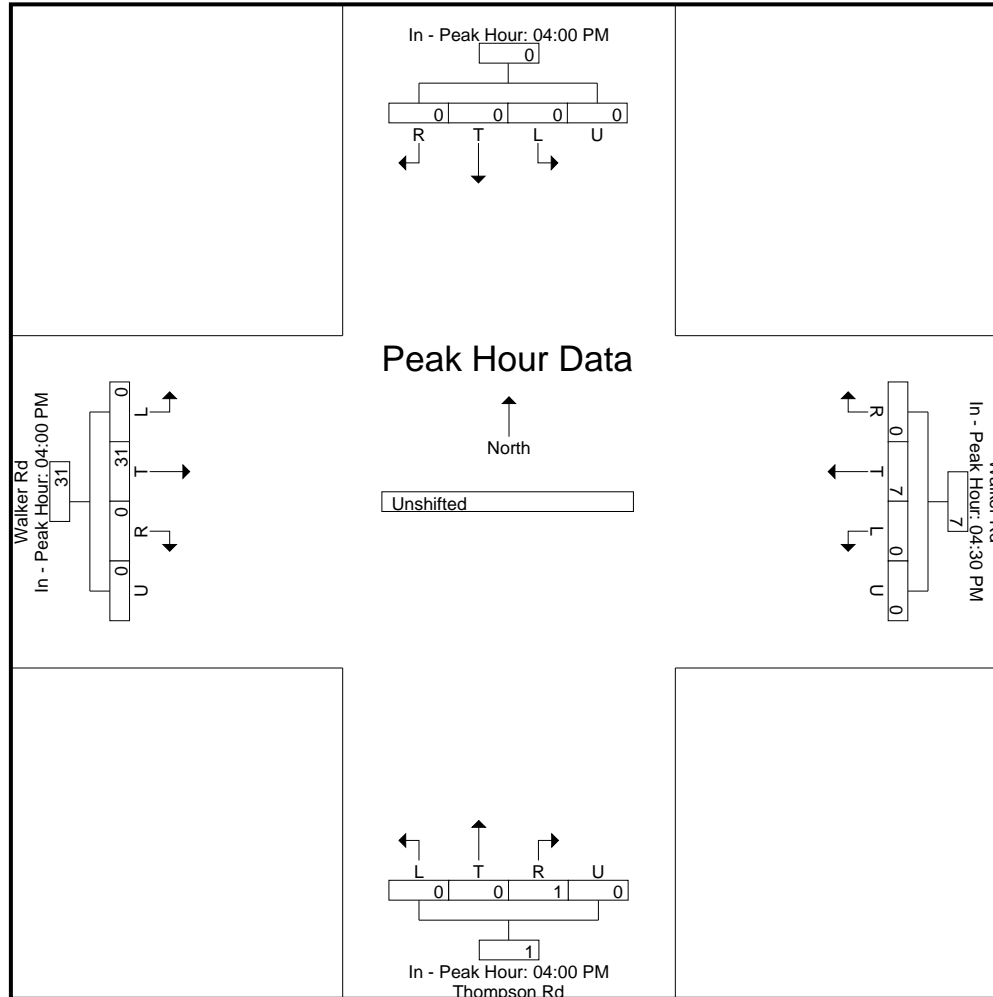 In - Peak Hour: 04:00 PM
0
0 0 0 0
R T L U
Peak Hour Data
North
Unshifted
Walker Rd
In - Peak Hour: 04:00 PM
31
0 31 0 0
L T R U
R T L U
0 7 0 0
7
In - Peak Hour: 04:30 PM
Walker Rd
L T R U
0 0 1 0
1
In - Peak Hour: 04:00 PM
Thompson Rd